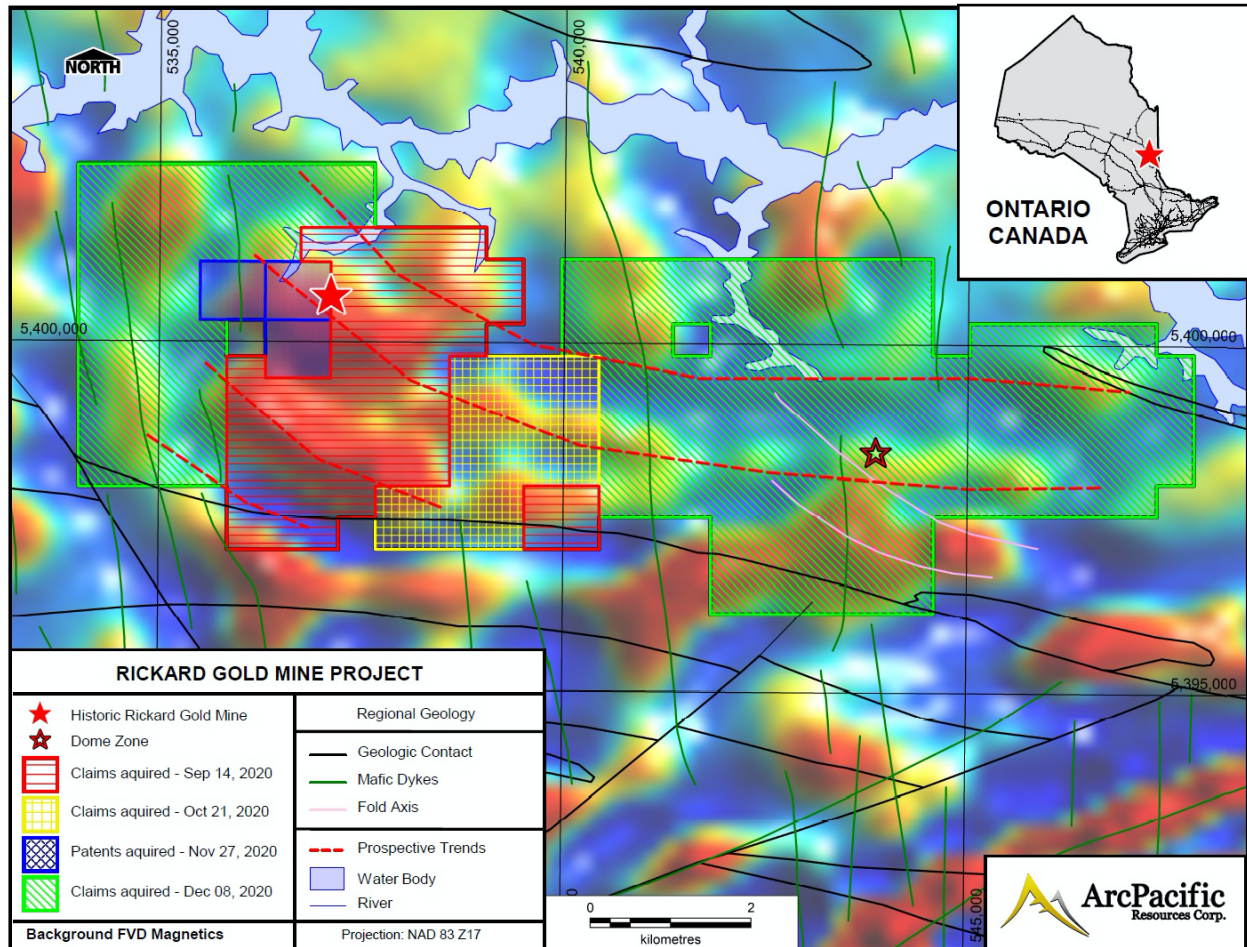 535,000
540,000
NORTH
ONTARIO
CANADA
5,400,000
5,400,000
5,395,000
RICKARD GOLD MINE PROJECT
Historic Rickard Gold Mine
Dome Zone
Claims aquired - Sep 14, 2020
Claims aquired - Oct 21, 2020
Patents aquired - Nov 27, 2020
Claims aquired - Dec 08, 2020
Background FVD Magnetics
Regional Geology
Geologic Contact
Mafic Dykes
Fold Axis
Prospective Trends
Water Body
River
Projection: NAD 83 Z17
0
2
kilometres
545,000
ArcPacific
Resources Corp.